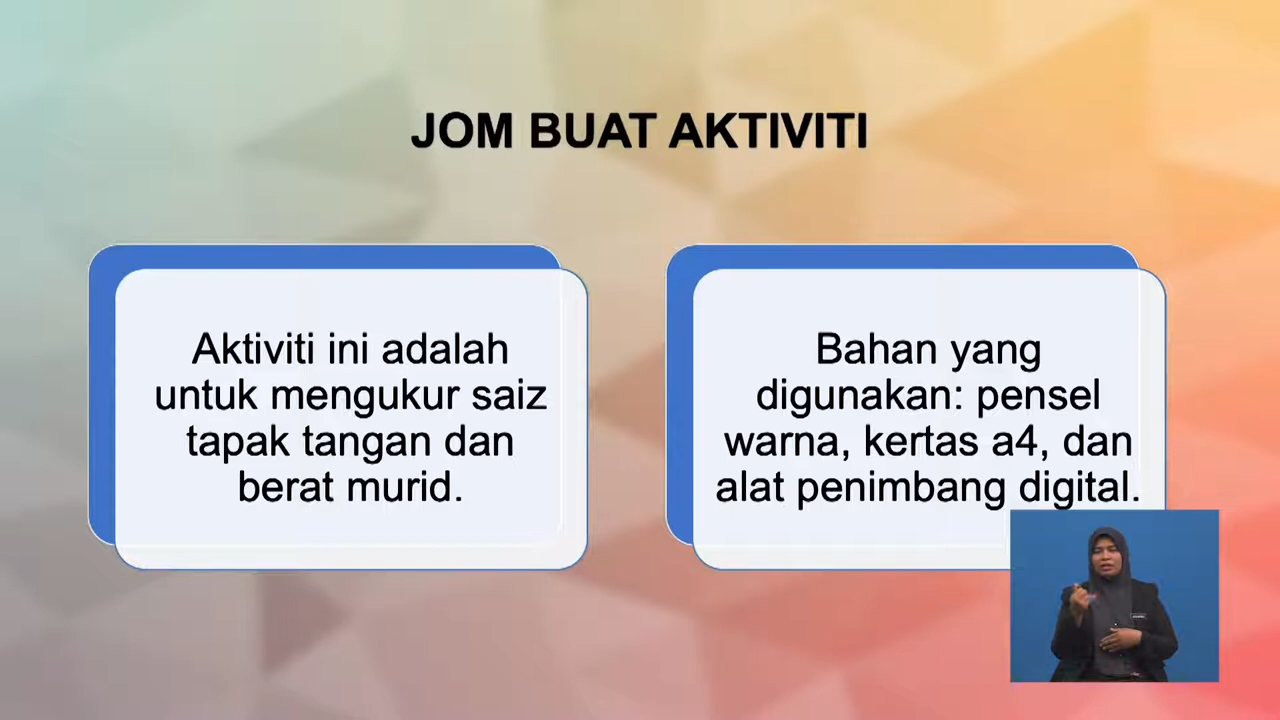 JOM BUAT AKTIVITI
Aktiviti ini adalah
untuk mengukur saiz
tapak tangan dan
berat murid.
Bahan yang
digunakan: pensel
warna, kertas a4, dan
alat penimbang digital.